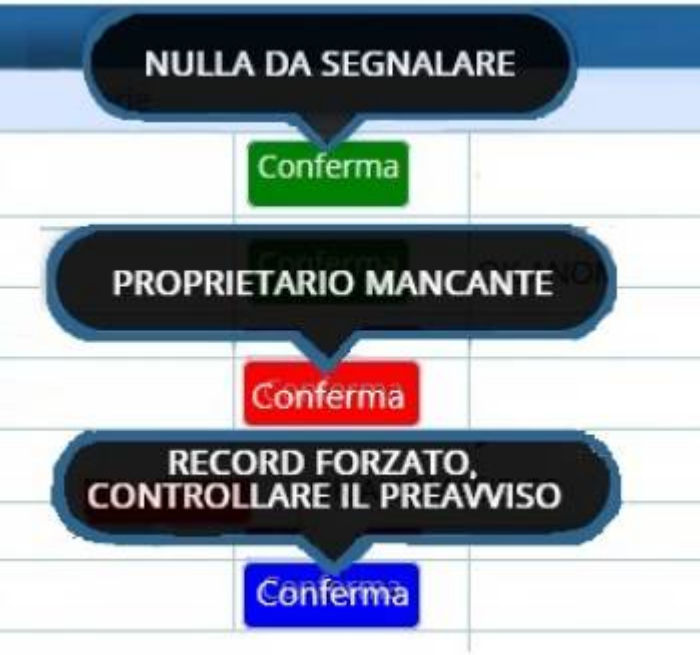 NULLA DA SEGNALARE
Conferma
PROPRIETARIO MANCANTE
Conferma
RECORD FORZATO,
CONTROLLARE IL PREAVVISO
Conferma